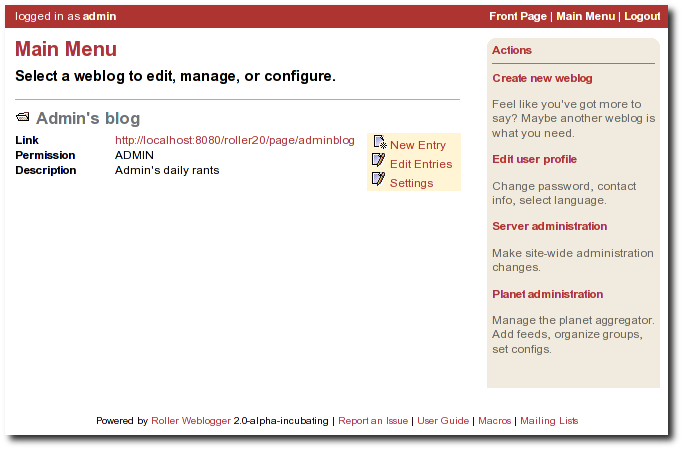 logged in as admin
Front Page | Main Menu | Logout
Main Menu
Select a weblog to edit, manage, or configure.
Admin's blog
Link http://localhost:8080/roller20/page/adminblog
Permission ADMIN
Description Admin's daily rants
New Entry
Edit Entries
Settings
Actions
Create new weblog
Feel like you've got more to
say? Maybe another weblog is
what you need.
Edit user profile
Change password, contact
info, select language.
Server administration
Make site-wide administration
changes.
Planet administration
Manage the planet aggregator.
Add feeds, organize groups,
set configs.
Powered by Roller Weblogger 2.0-alpha-incubating | Report an Issue | User Guide | Macros | Mailing Lists